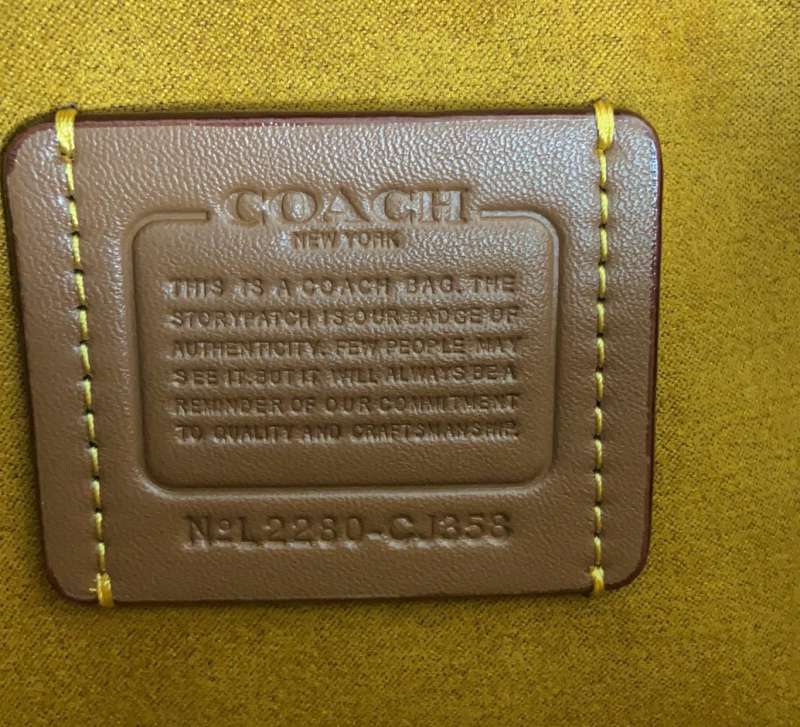 COACH
NEW YORK
THIS IS A COACH BAG. THE
STORYPATCH IS OUR BADGE OF
AUTHENTICITY. FEW PEOPLE MAY
SEE IT. BUT IT WILL ALWAYS BE A
REMINDER OF OUR COMMITMENT
TO QUALITY AND CRAFTSMANSHIP.
Nº L2280-CJ358